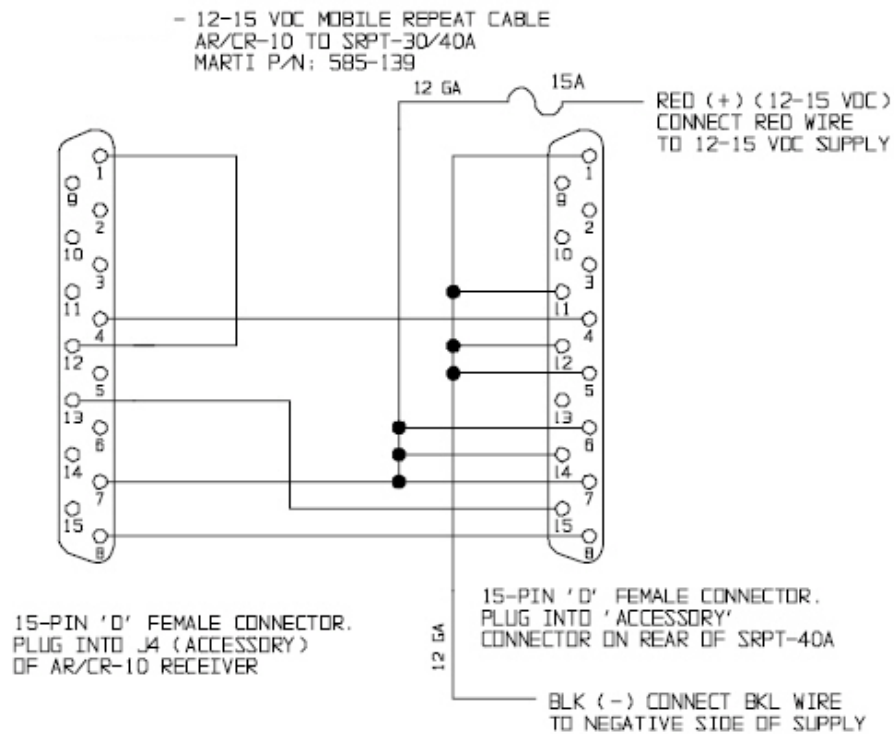 - 12-15 VDC MOBILE REPEAT CABLE
AR/CR-10 TO SRPT-30/40A
MARTI P/N: 585-139
12 GA
15A
RED (+) (12-15 VDC)
CONNECT RED WIRE
TO 12-15 VDC SUPPLY
1
9
2
10
3
11
4
12
5
13
6
14
7
15
8
1
9
2
10
3
11
4
12
5
13
6
14
7
15
8
15-PIN 'D' FEMALE CONNECTOR.
PLUG INTO J4 (ACCESSORY)
OF AR/CR-10 RECEIVER
12 GA
15-PIN 'D' FEMALE CONNECTOR.
PLUG INTO 'ACCESSORY'
CONNECTOR ON REAR OF SRPT-40A
BLK (-) CONNECT BKL WIRE
TO NEGATIVE SIDE OF SUPPLY